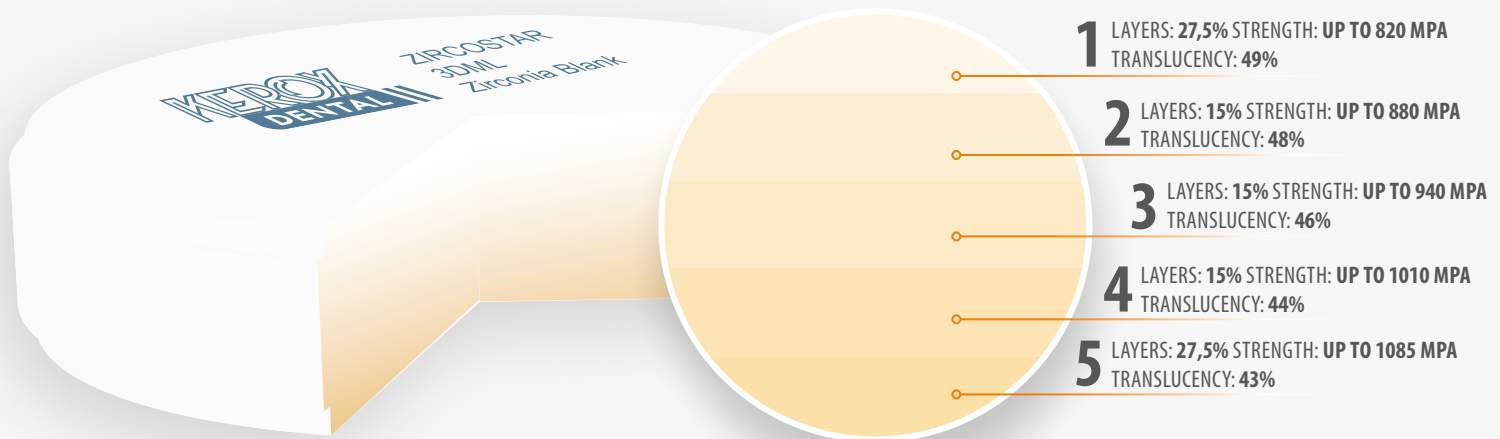 KEROX
DENTAL
ZIRCOSTAR
3DML
Zirconia Blank
1
LAYERS: 27,5% STRENGTH: UP TO 820 MPA
TRANSLUCENCY: 49%
2
LAYERS: 15% STRENGTH: UP TO 880 MPA
TRANSLUCENCY: 48%
3
LAYERS: 15% STRENGTH: UP TO 940 MPA
TRANSLUCENCY: 46%
4
LAYERS: 15% STRENGTH: UP TO 1010 MPA
TRANSLUCENCY: 44%
5
LAYERS: 27,5% STRENGTH: UP TO 1085 MPA
TRANSLUCENCY: 43%